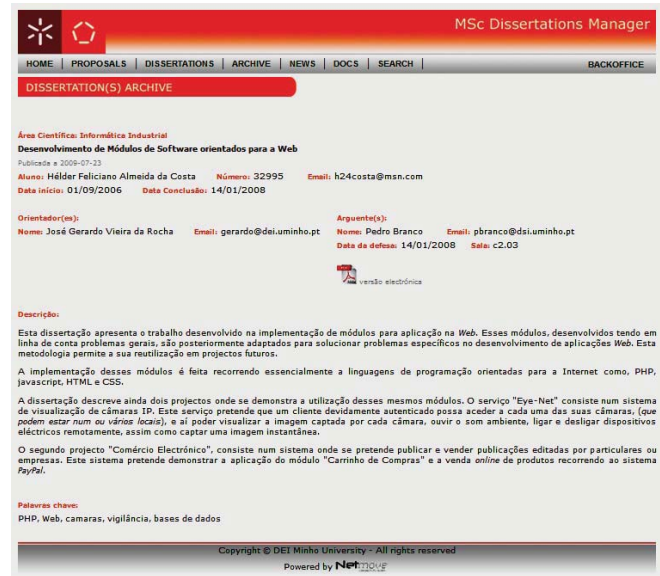 MSc Dissertations Manager
HOME | PROPOSALS | DISSERTATIONS | ARCHIVE | NEWS | DOCS | SEARCH | BACKOFFICE
DISSERTATION(S) ARCHIVE
Área Científica: Informática Industrial
Desenvolvimento de Módulos de Software orientados para a Web
Publicada a 2009-07-23
Aluno: Hélder Feliciano Almeida da Costa Número: 32995 Email: h24costa@msn.com
Data início: 01/09/2006 Data Conclusão: 14/01/2008
Orientador(es):
Nome: José Gerardo Vieira da Rocha Email: gerardo@dei.uminho.pt
Arguente(s):
Nome: Pedro Branco Email: pbranco@dsi.uminho.pt
Data da defesa: 14/01/2008 Sala: c2.03
versão electrónica
Descrição:
Esta dissertação apresenta o trabalho desenvolvido na implementação de módulos para aplicação na Web. Esses módulos, desenvolvidos tendo em
linha de conta problemas gerais, são posteriormente adaptados para solucionar problemas específicos no desenvolvimento de aplicações Web. Esta
metodologia permite a sua reutilização em projectos futuros.
A implementação desses módulos é feita recorrendo essencialmente a linguagens de programação orientadas para a Internet como, PHP,
javascript, HTML e CSS.
A dissertação descreve ainda dois projectos onde se demonstra a utilização desses mesmos módulos. O serviço "Eye-Net" consiste num sistema
de visualização de câmaras IP. Este serviço pretende que um cliente devidamente autenticado possa aceder a cada uma das suas câmaras, (que
podem estar num ou vários locais), e aí poder visualizar a imagem captada por cada câmara, ouvir o som ambiente, ligar e desligar dispositivos
eléctricos remotamente, assim como captar uma imagem instantânea.
O segundo projecto "Comércio Electrónico", consiste num sistema onde se pretende publicar e vender publicações editadas por particulares ou
empresas. Este sistema pretende demonstrar a aplicação do módulo "Carrinho de Compras" e a venda online de produtos recorrendo ao sistema
PayPal.
Palavras chave:
PHP, Web, camaras, vigilância, bases de dados
Copyright © DEI Minho University - All rights reserved
Powered by Netmove